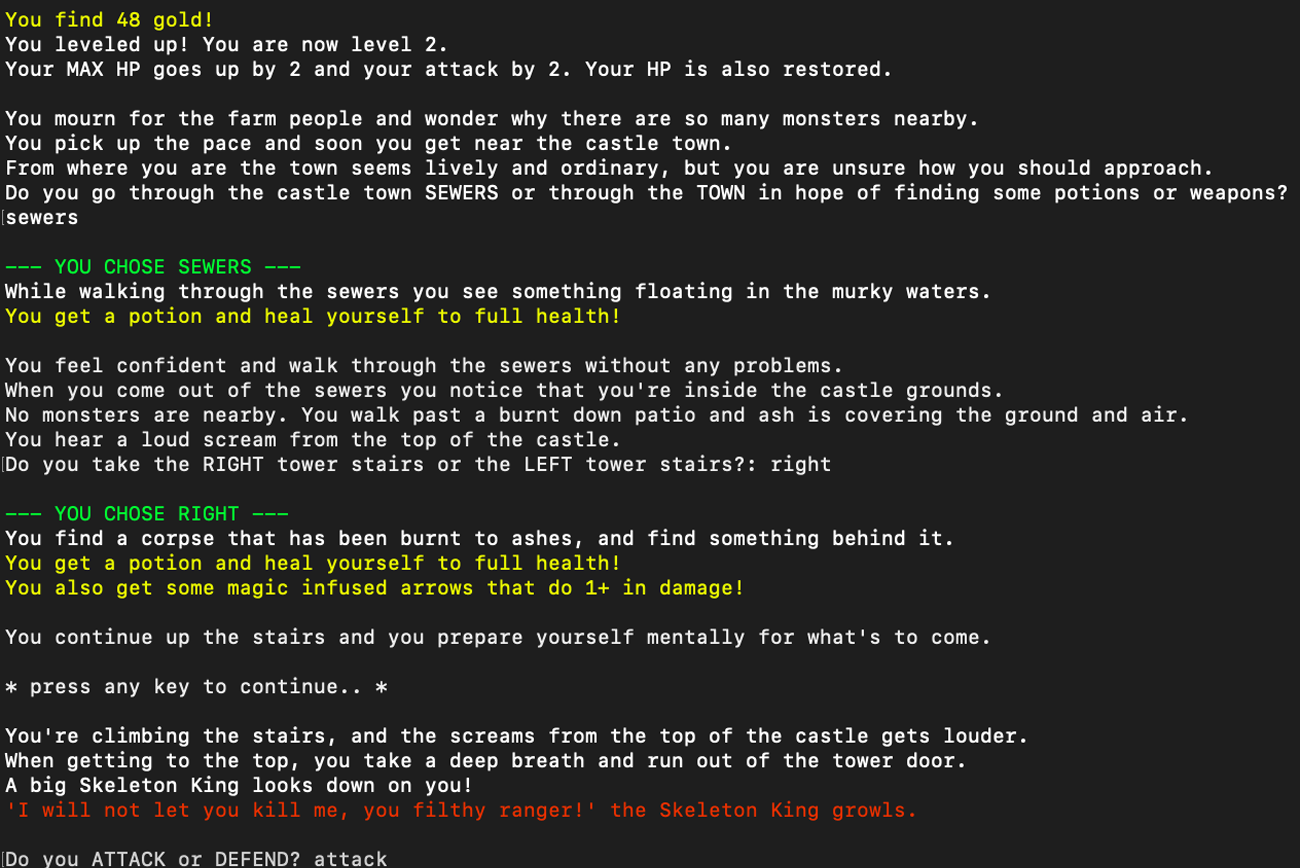 You find 48 gold!
You leveled up! You are now level 2.
Your MAX HP goes up by 2 and your attack by 2. Your HP is also restored.
You mourn for the farm people and wonder why there are so many monsters nearby.
You pick up the pace and soon you get near the castle town.
From where you are the town seems lively and ordinary, but you are unsure how you should approach.
Do you go through the castle town SEWERS or through the TOWN in hope of finding some potions or weapons?
[sewers
--- YOU CHOSE SEWERS ---
While walking through the sewers you see something floating in the murky waters.
You get a potion and heal yourself to full health!
You feel confident and walk through the sewers without any problems.
When you come out of the sewers you notice that you're inside the castle grounds.
No monsters are nearby. You walk past a burnt down patio and ash is covering the ground and air.
You hear a loud scream from the top of the castle.
[Do you take the RIGHT tower stairs or the LEFT tower stairs?: right
--- YOU CHOSE RIGHT ---
You find a corpse that has been burnt to ashes, and find something behind it.
You get a potion and heal yourself to full health!
You also get some magic infused arrows that do 1+ in damage!
You continue up the stairs and you prepare yourself mentally for what's to come.
* press any key to continue.. *
You're climbing the stairs, and the screams from the top of the castle gets louder.
When getting to the top, you take a deep breath and run out of the tower door.
A big Skeleton King looks down on you!
'I will not let you kill me, you filthy ranger!' the Skeleton King growls.
[Do you ATTACK or DEFEND? attack